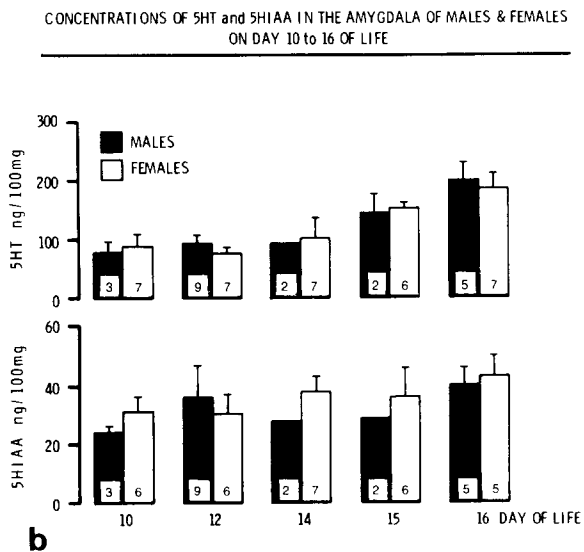 CONCENTRATIONS OF 5HT and 5HIAA IN THE AMYGDALA OF MALES & FEMALES
ON DAY 10 to 16 OF LIFE
300
200
100
0
5HT ng/100mg
MALES
FEMALES
3 7 9 7 2 7 2 6 5 7
60
40
20
0
5HIAA ng/100mg
3 6 9 6 2 7 2 6 5 5
10 12 14 15 16 DAY OF LIFE
b